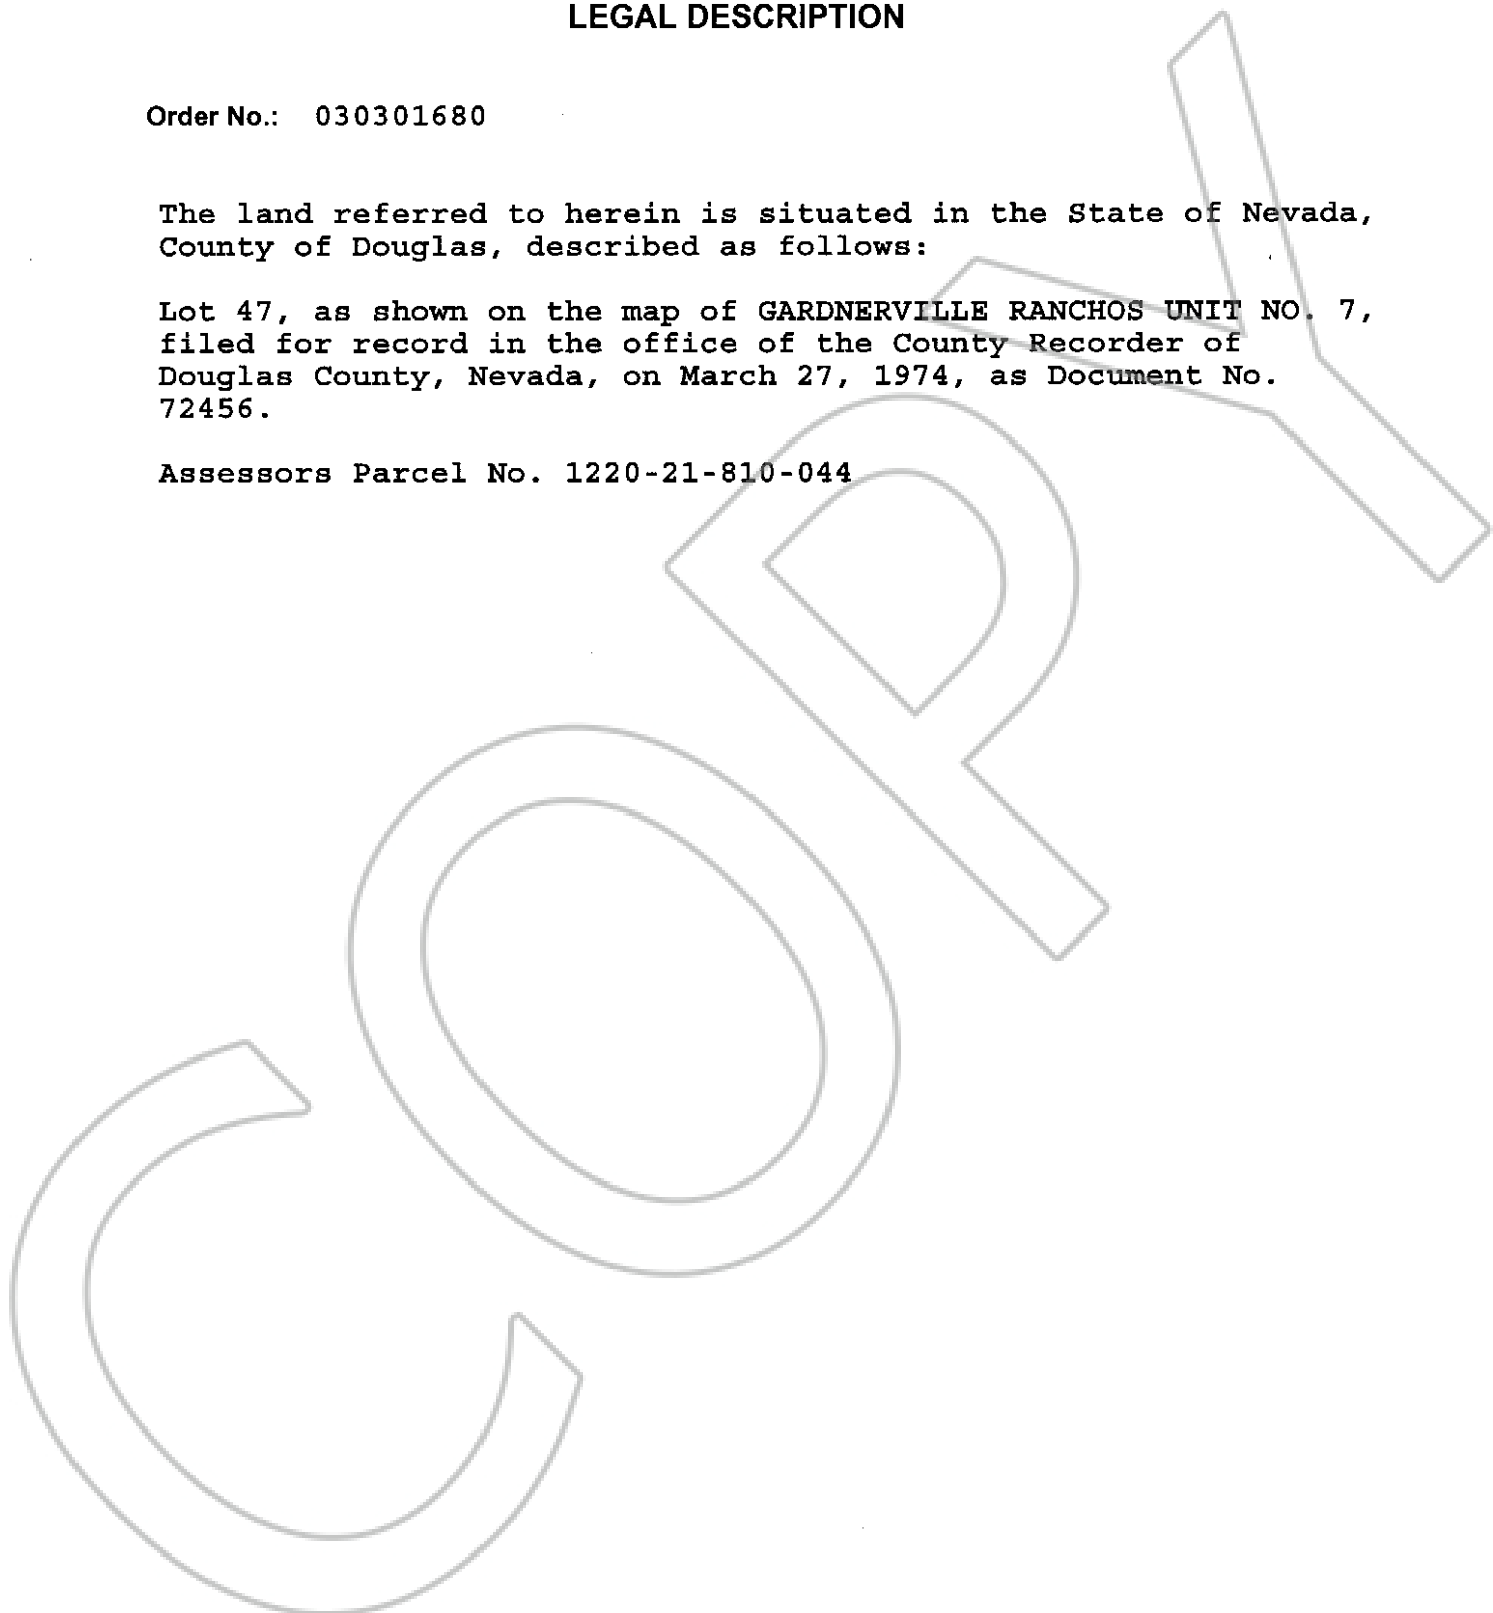 LEGAL DESCRIPTION
Order No.: 030301680
The land referred to herein is situated in the State of Nevada,
County of Douglas, described as follows:
Lot 47, as shown on the map of GARDNERVILLE RANCHOS UNIT NO. 7,
filed for record in the office of the County Recorder of
Douglas County, Nevada, on March 27, 1974, as Document No.
72456.
Assessors Parcel No. 1220-21-810-044
COPY